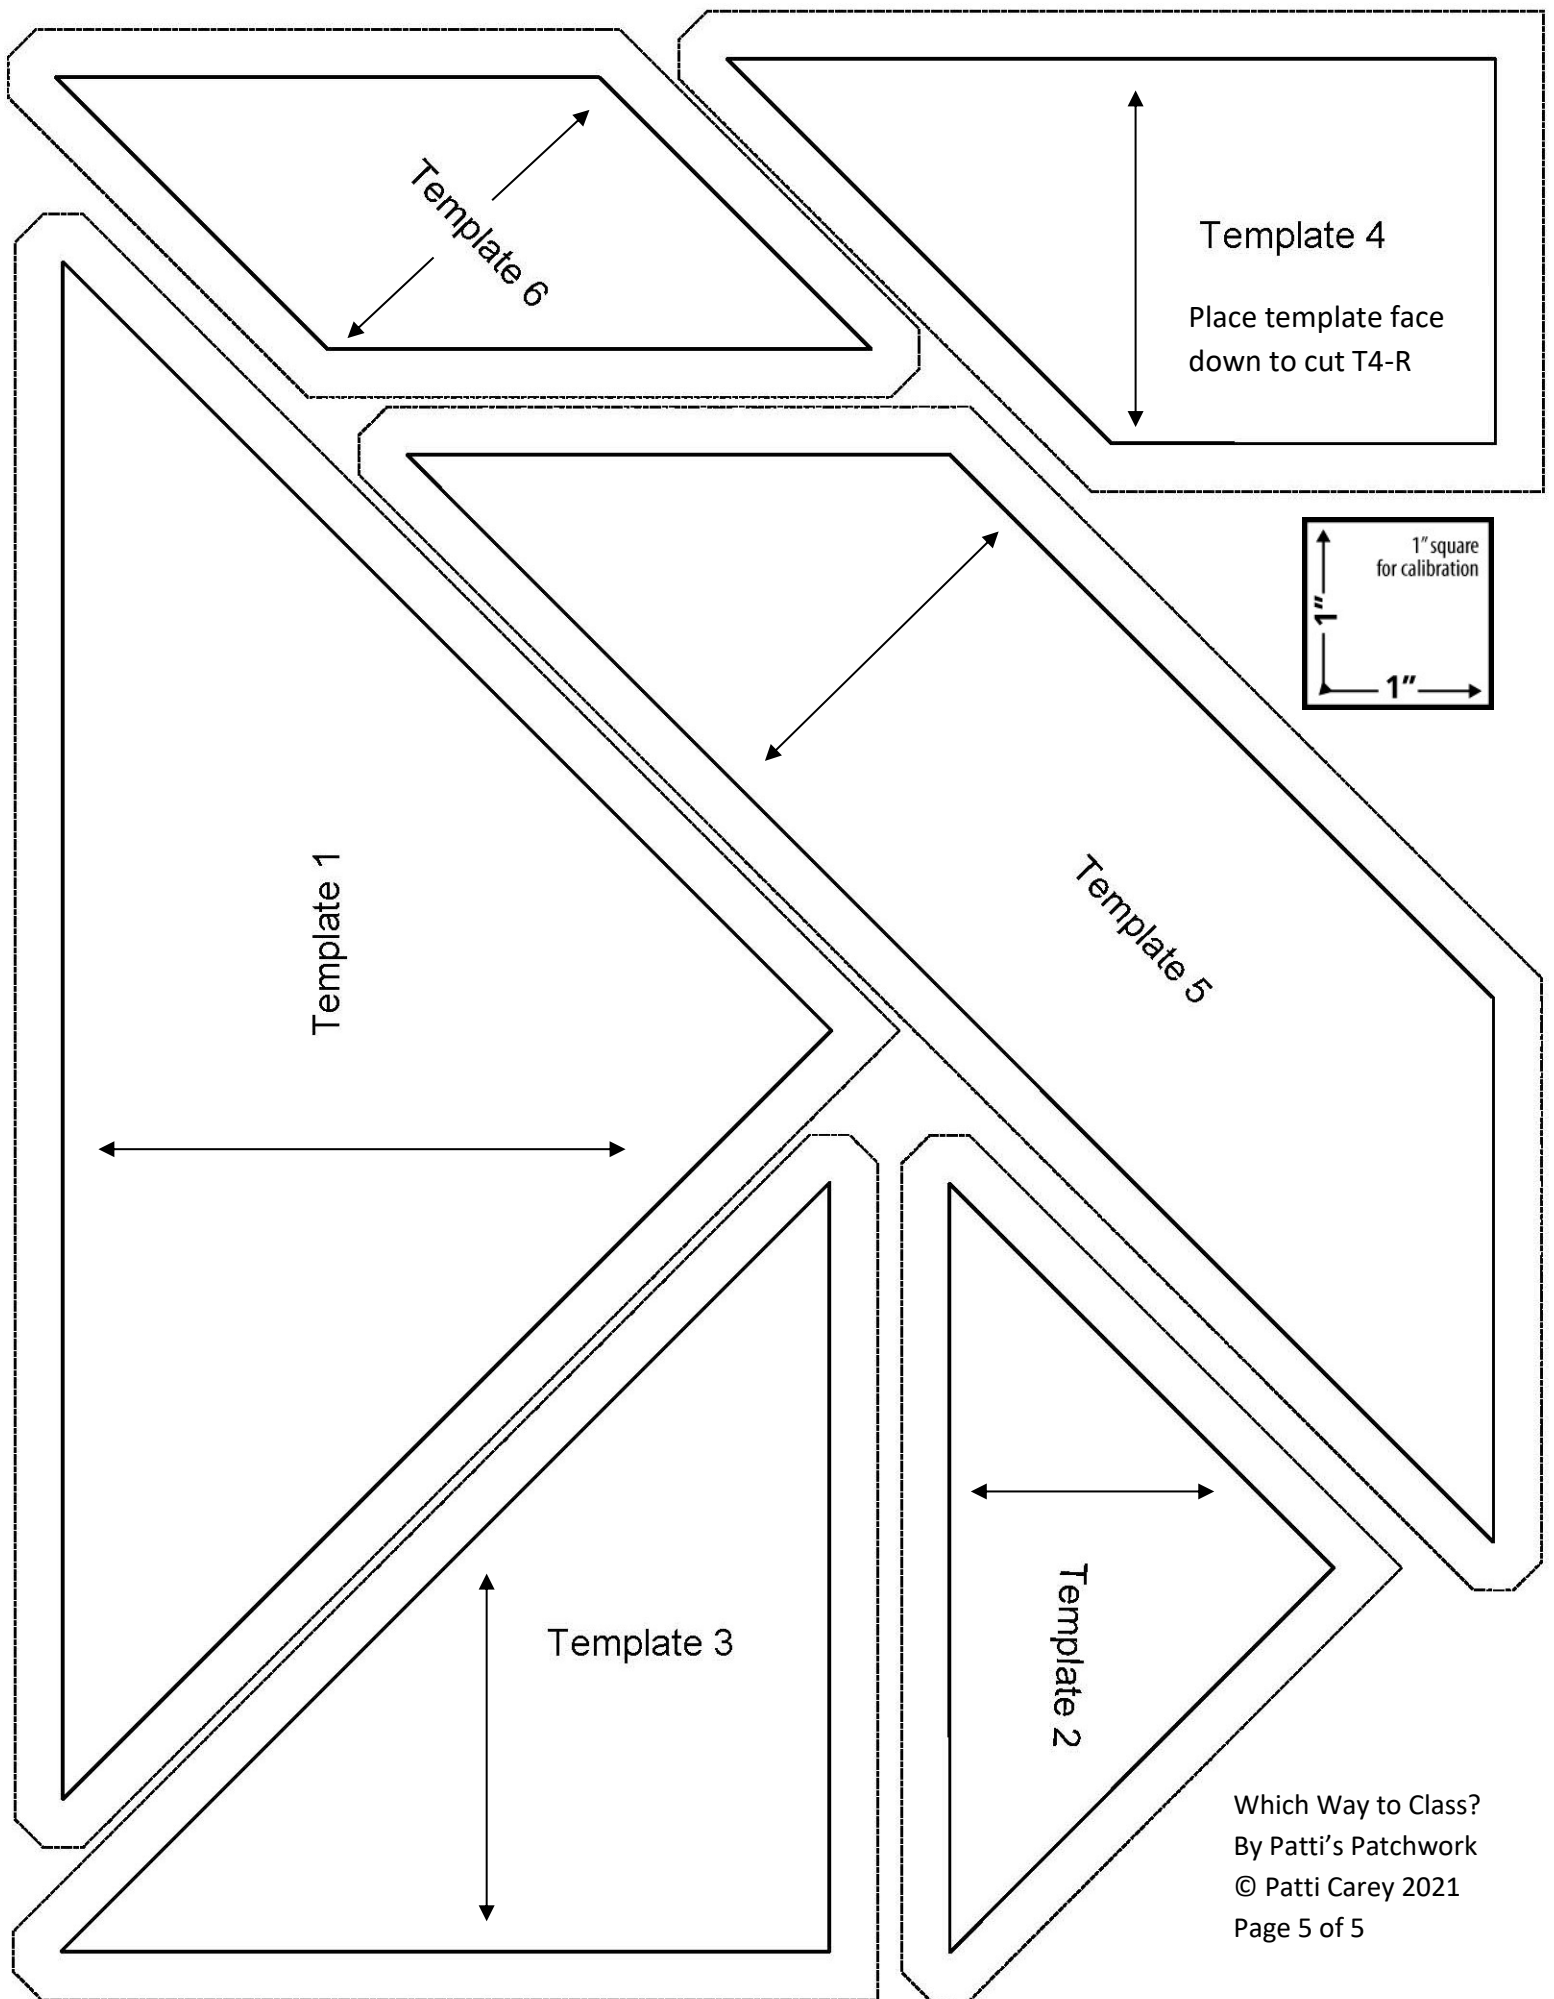 Template 6
Template 4
Place template face
down to cut T4-R
1" square
for calibration
1"
1"
Template 1
Template 5
Template 3
Template 2
Which Way to Class?
By Patti’s Patchwork
© Patti Carey 2021
Page 5 of 5